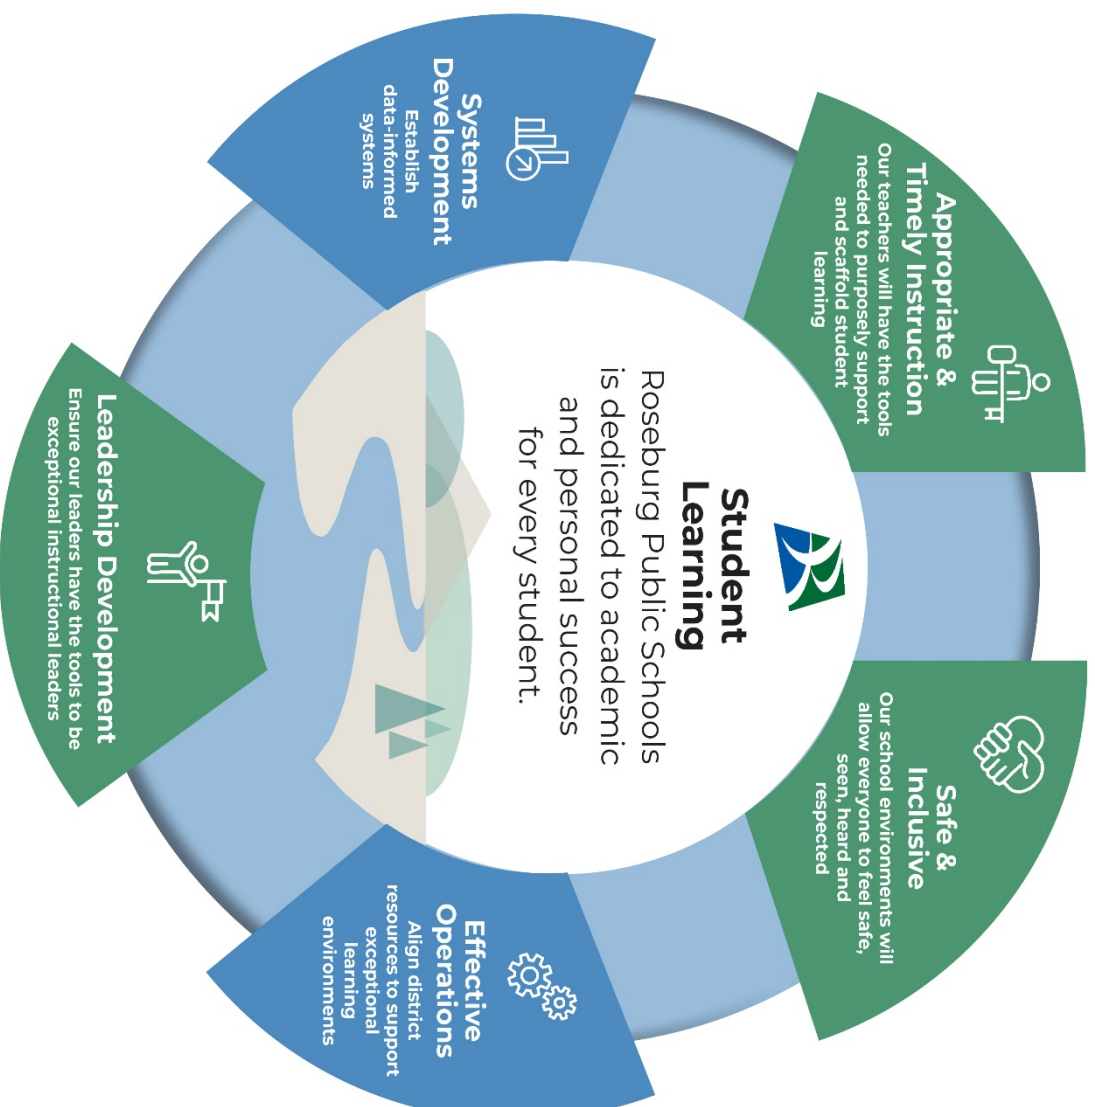 Student
Learning
Roseburg Public Schools
is dedicated to academic
and personal success
for every student.
Appropriate &
Timely Instruction
Our teachers will have the tools
needed to purposely support
and scaffold student
learning
Safe &
Inclusive
Our school environments will
allow everyone to feel safe,
seen, heard and
respected
Systems
Development
Establish
data-informed
systems
Effective
Operations
Align district
resources to support
exceptional
learning
environments
Leadership Development
Ensure our leaders have the tools to be
exceptional instructional leaders